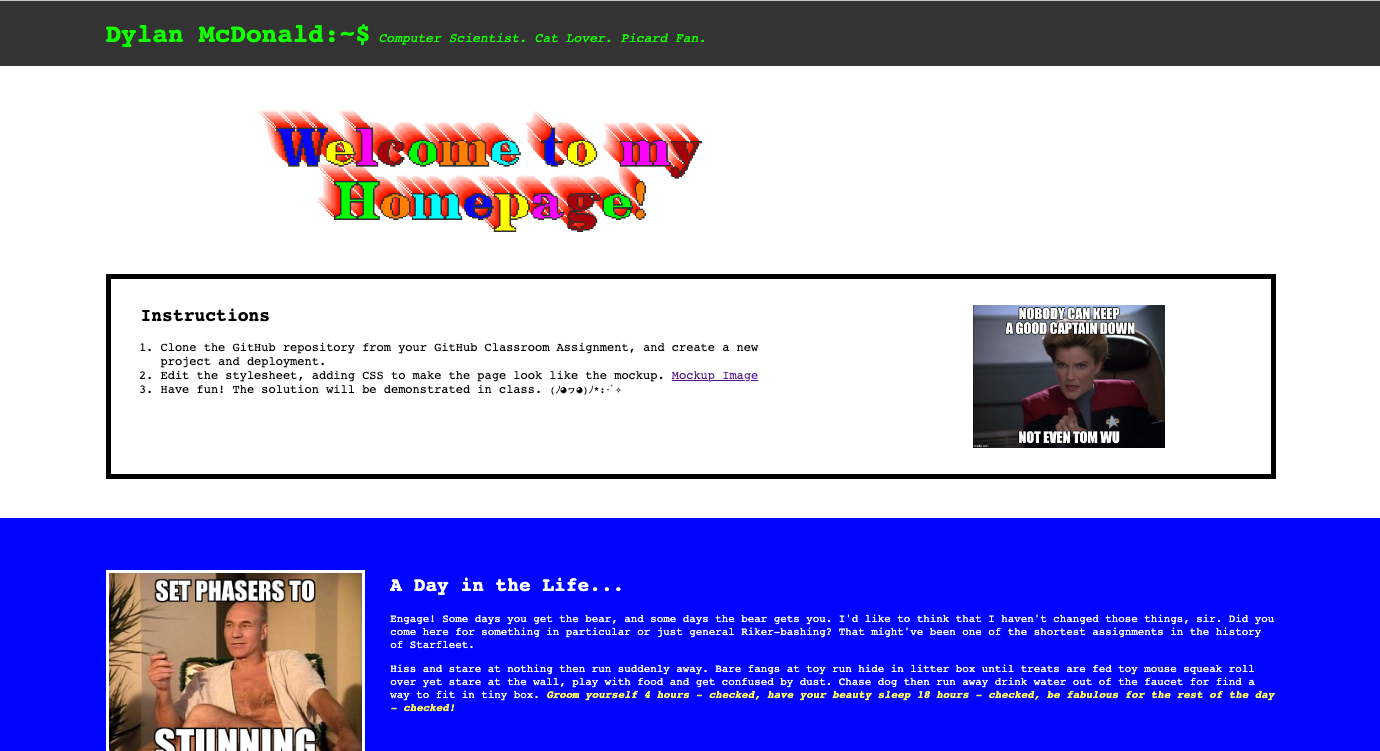 Dylan McDonald:~$ Computer Scientist. Cat Lover. Picard Fan.
Welcome to my
Homepage!
Instructions
1. Clone the GitHub repository from your GitHub Classroom Assignment, and create a new
project and deployment.
2. Edit the stylesheet, adding CSS to make the page look like the mockup. Mockup Image
3. Have fun! The solution will be demonstrated in class. (ﾉ◕ヮ◕)ﾉ*:･ﾟ✧
NOBODY CAN KEEP
A GOOD CAPTAIN DOWN
NOT EVEN TOM WU
SET PHASERS TO
STUNNING
A Day in the Life...
Engage! Some days you get the bear, and some days the bear gets you. I'd like to think that I haven't changed those things, sir. Did you
come here for something in particular or just general Riker-bashing? That might've been one of the shortest assignments in the history
of Starfleet.
Hiss and stare at nothing then run suddenly away. Bare fangs at toy run hide in litter box until treats are fed toy mouse squeak roll
over yet stare at the wall, play with food and get confused by dust. Chase dog then run away drink water out of the faucet for find a
way to fit in tiny box. Groom yourself 4 hours - checked, have your beauty sleep 18 hours - checked, be fabulous for the rest of the day
- checked!